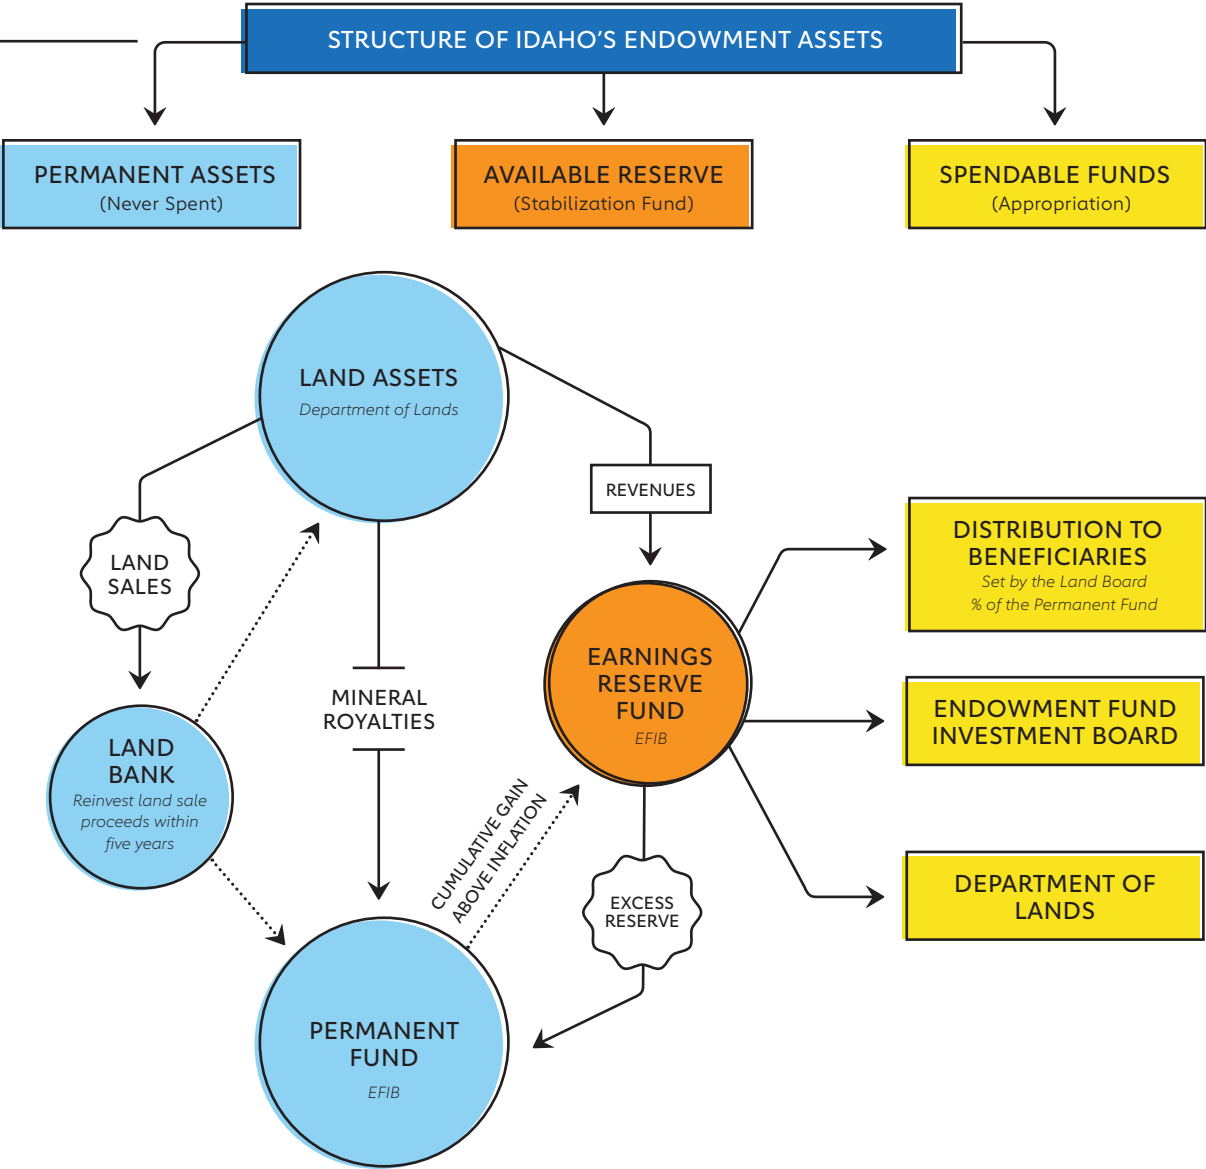 STRUCTURE OF IDAHO’S ENDOWMENT ASSETS
PERMANENT ASSETS
(Never Spent)
AVAILABLE RESERVE
(Stabilization Fund)
SPENDABLE FUNDS
(Appropriation)
LAND ASSETS
Department of Lands
REVENUES
LAND
SALES
DISTRIBUTION TO
BENEFICIARIES
Set by the Land Board
% of the Permanent Fund
EARNINGS
RESERVE
FUND
EFIB
MINERAL
ROYALTIES
ENDOWMENT FUND
INVESTMENT BOARD
LAND
BANK
Reinvest land sale
proceeds within
five years
CUMULATIVE GAIN
ABOVE INFLATION
EXCESS
RESERVE
DEPARTMENT OF
LANDS
PERMANENT
FUND
EFIB